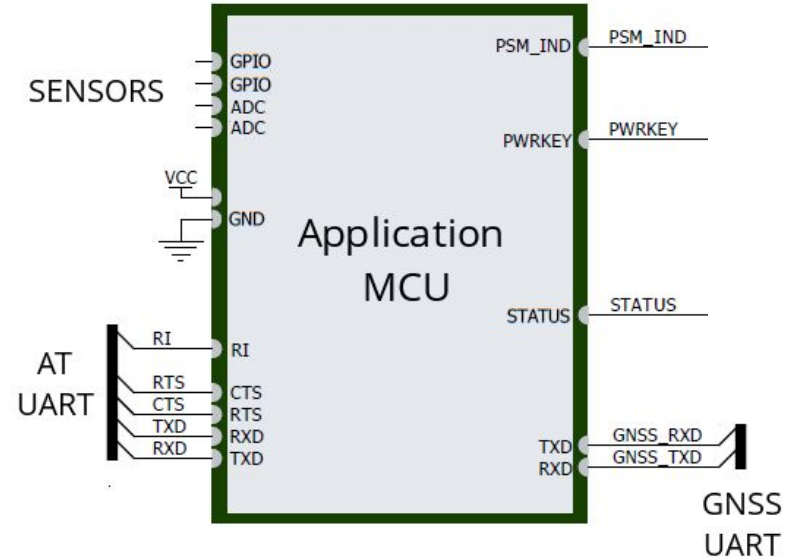 SENSORS
GPIO
GPIO
ADC
ADC
VCC
GND
AT
UART
RI
RI
RTS
CTS
CTS
RTS
TXD
RXD
RXD
TXD
Application
MCU
PSM_IND
PSM_IND
PWRKEY
PWRKEY
STATUS
STATUS
TXD
GNSS_RXD
RXD
GNSS_TXD
GNSS
UART